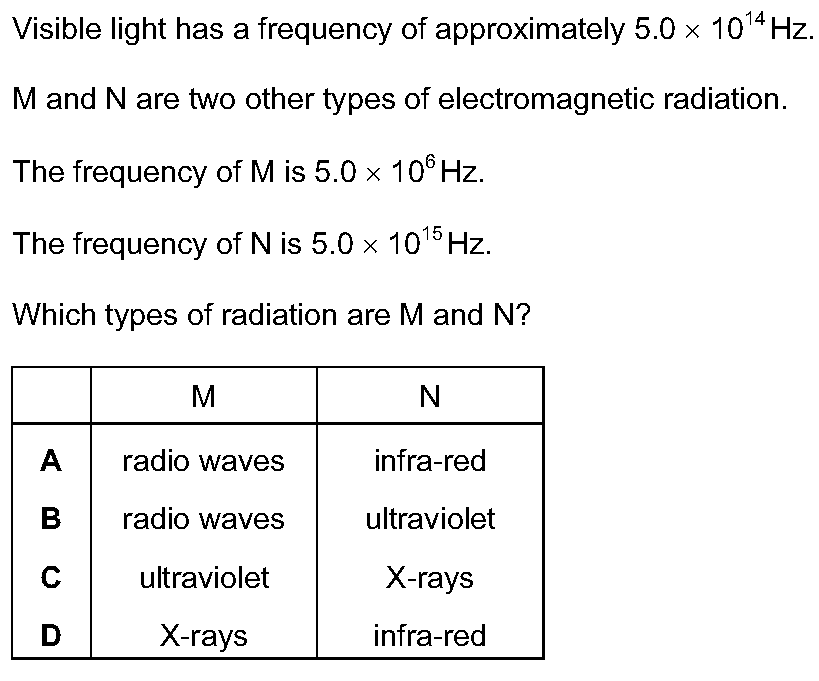 Visible light has a frequency of approximately 5.0 × 10¹⁴ Hz.
M and N are two other types of electromagnetic radiation.
The frequency of M is 5.0 × 10⁶ Hz.
The frequency of N is 5.0 × 10¹⁵ Hz.
Which types of radiation are M and N?
M N
A radio waves infra-red
B radio waves ultraviolet
C ultraviolet X-rays
D X-rays infra-red